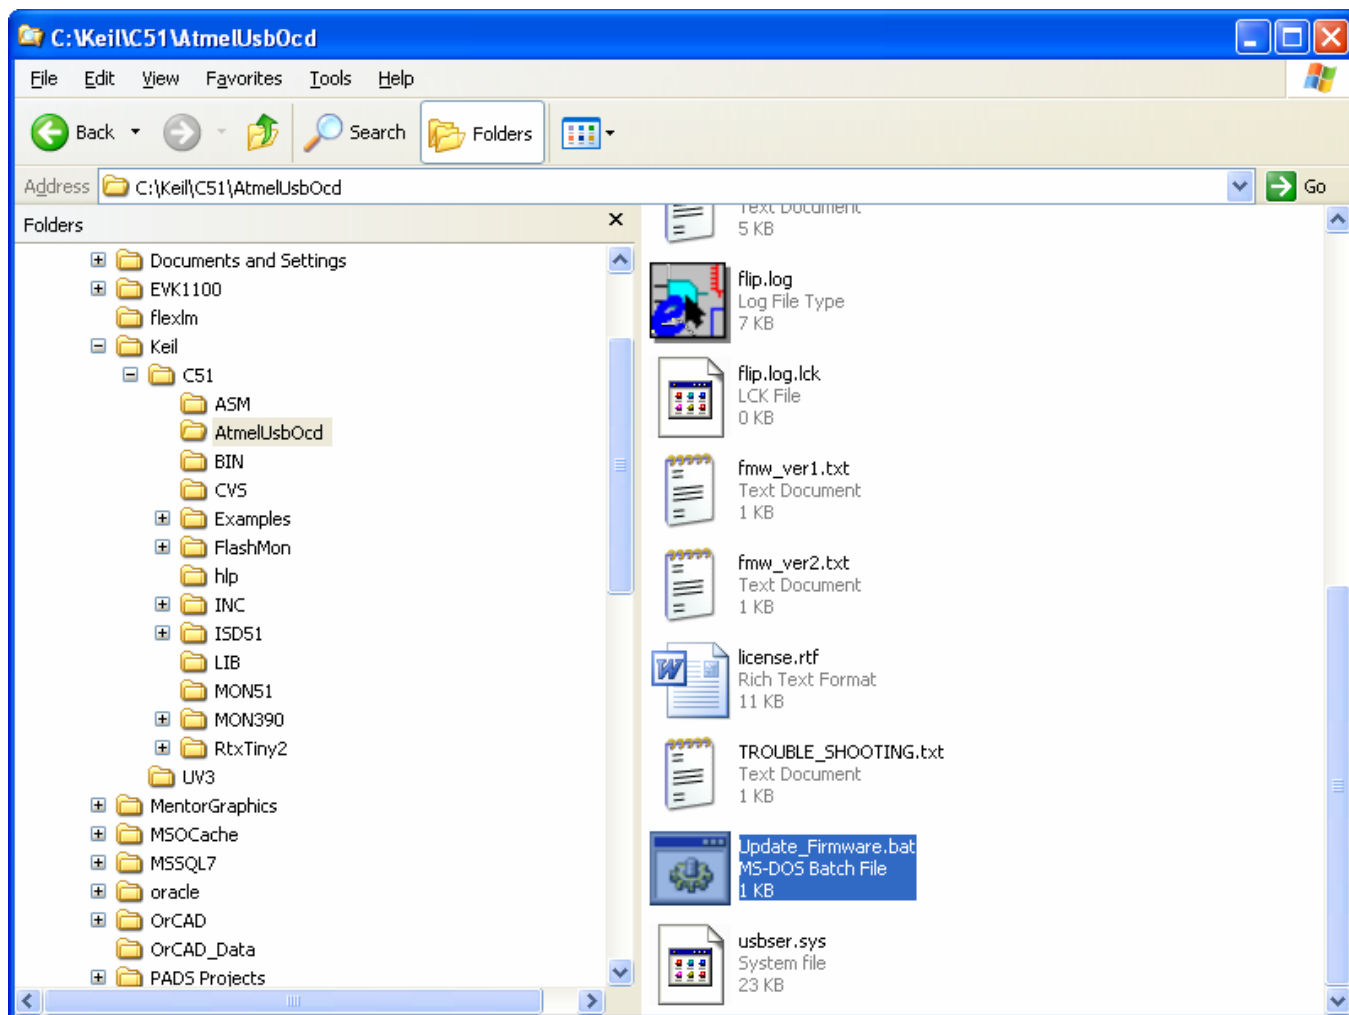 C:\Keil\C51\AtmelUsbOcd
File Edit View Favorites Tools Help
Back Search Folders
Address C:\Keil\C51\AtmelUsbOcd Go
Folders
Documents and Settings
EVK1100
flexlm
Keil
C51
ASM
AtmelUsbOcd
BIN
CVS
Examples
FlashMon
hlp
INC
ISD51
LIB
MON51
MON390
RtxTiny2
UV3
MentorGraphics
MSOCache
MSSQL7
oracle
OrCAD
OrCAD_Data
PADS Projects
Text Document
5 KB
flip.log
Log File Type
7 KB
flip.log.lck
LCK File
0 KB
fmw_ver1.txt
Text Document
1 KB
fmw_ver2.txt
Text Document
1 KB
license.rtf
Rich Text Format
11 KB
TROUBLE_SHOOTING.txt
Text Document
1 KB
Update_Firmware.bat
MS-DOS Batch File
1 KB
usbser.sys
System file
23 KB